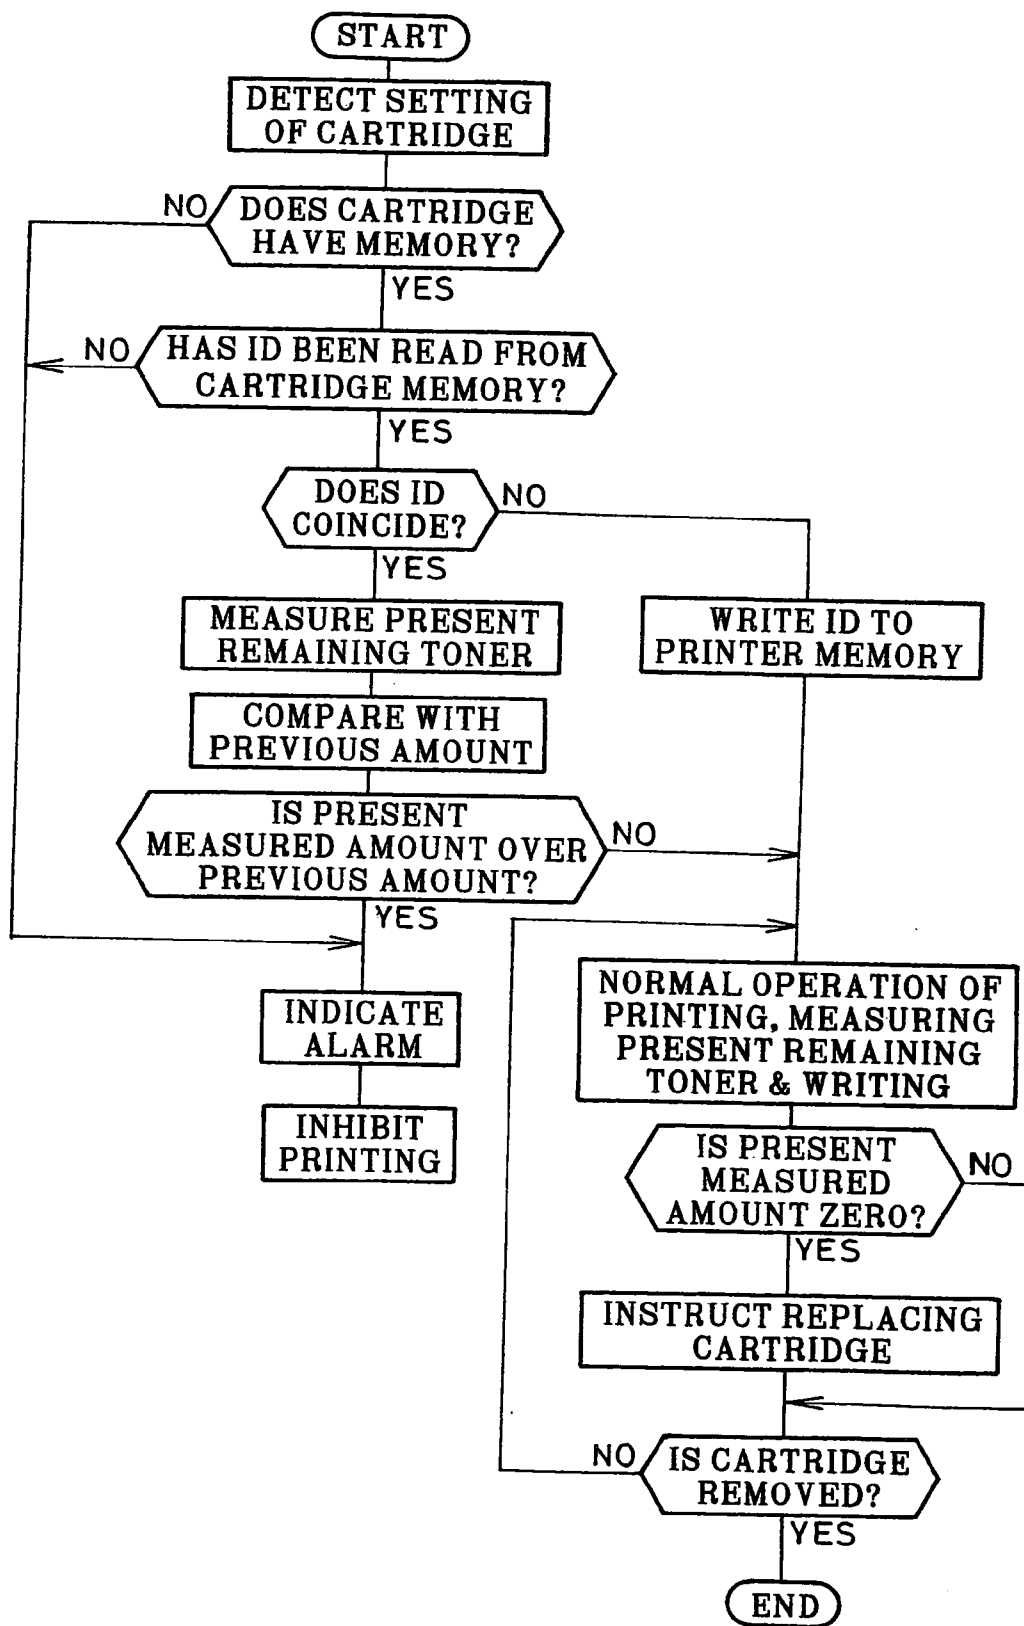 START
DETECT SETTING
OF CARTRIDGE
NO
DOES CARTRIDGE
HAVE MEMORY?
YES
NO
HAS ID BEEN READ FROM
CARTRIDGE MEMORY?
YES
DOES ID
COINCIDE?
NO
YES
MEASURE PRESENT
REMAINING TONER
WRITE ID TO
PRINTER MEMORY
COMPARE WITH
PREVIOUS AMOUNT
IS PRESENT
MEASURED AMOUNT OVER
PREVIOUS AMOUNT?
NO
YES
INDICATE
ALARM
INHIBIT
PRINTING
NORMAL OPERATION OF
PRINTING, MEASURING
PRESENT REMAINING
TONER & WRITING
IS PRESENT
MEASURED
AMOUNT ZERO?
NO
YES
INSTRUCT REPLACING
CARTRIDGE
NO
IS CARTRIDGE
REMOVED?
YES
END